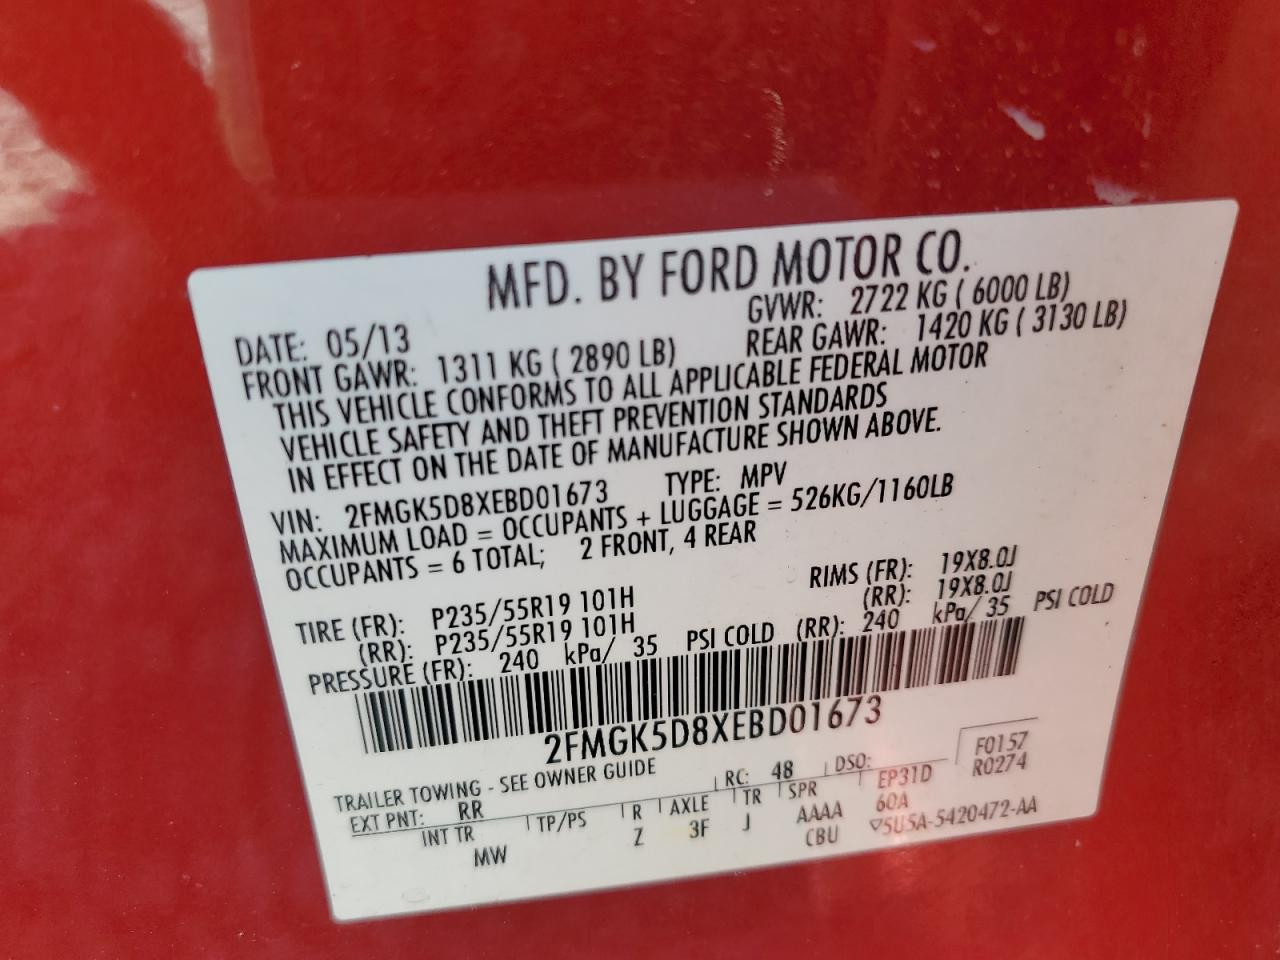 MFD. BY FORD MOTOR CO.
DATE: 05/13 GVWR: 2722 KG ( 6000 LB)
FRONT GAWR: 1311 KG ( 2890 LB) REAR GAWR: 1420 KG ( 3130 LB)
THIS VEHICLE CONFORMS TO ALL APPLICABLE FEDERAL MOTOR
VEHICLE SAFETY AND THEFT PREVENTION STANDARDS
IN EFFECT ON THE DATE OF MANUFACTURE SHOWN ABOVE.
VIN: 2FMGK5D8XEBD01673 TYPE: MPV
MAXIMUM LOAD = OCCUPANTS + LUGGAGE = 526KG/1160LB
OCCUPANTS = 6 TOTAL; 2 FRONT, 4 REAR
TIRE (FR): P235/55R19 101H RIMS (FR): 19X8.0J
(RR): P235/55R19 101H (RR): 19X8.0J
PRESSURE (FR): 240 kPa/ 35 PSI COLD (RR): 240 kPa/ 35 PSI COLD
2FMGK5D8XEBD01673
TRAILER TOWING - SEE OWNER GUIDE
EXT PNT: RR RC: 48 DSO: EP31D F0157
R0274
INT TR TP/PS R AXLE TR SPR 60A
MW Z 3F J AAAA
CBU ▽5U5A-5420472-AA